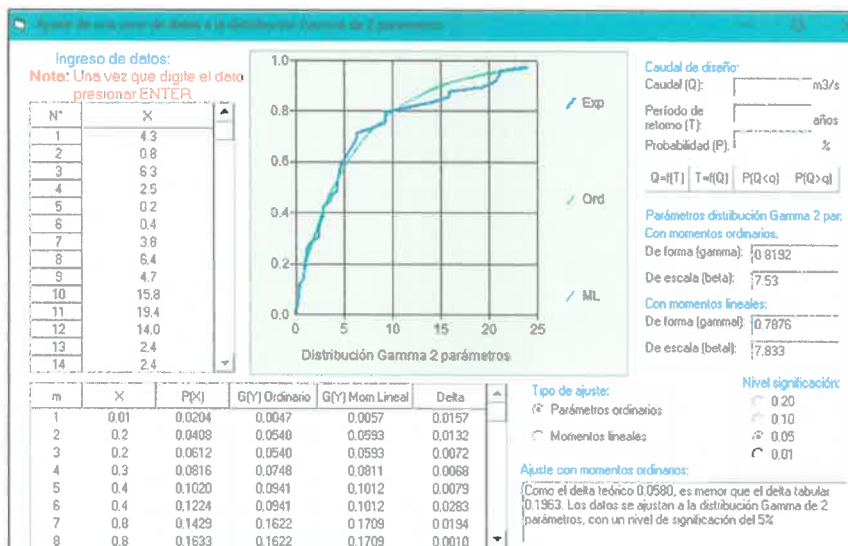 Ajuste de una serie de datos a la distribución Gamma de 2 parámetros
Ingreso de datos:
Nota: Una vez que digite el dato
presionar ENTER
N° X
1 4.3
2 0.8
3 6.3
4 2.5
5 0.2
6 0.4
7 3.8
8 6.4
9 4.7
10 15.8
11 19.4
12 14.0
13 2.4
14 2.4
1.0
0.8
0.6
0.4
0.2
0.0
0 5 10 15 20 25
Distribución Gamma 2 parámetros
Exp
Ord
ML
Caudal de diseño:
Caudal (Q): m3/s
Período de
retorno (T): años
Probabilidad (P): %
Q=f(T) T=f(Q) P(Q<q) P(Q>q)
Parámetros distribución Gamma 2 par.
Con momentos ordinarios.
De forma (gamma): 0.8192
De escala (beta): 7.53
Con momentos lineales:
De forma (gammal): 0.7876
De escala (betal): 7.833
m X P(X) G(Y) Ordinario G(Y) Mom Lineal Delta
1 0.01 0.0204 0.0047 0.0057 0.0157
2 0.2 0.0408 0.0540 0.0593 0.0132
3 0.2 0.0612 0.0540 0.0593 0.0072
4 0.3 0.0816 0.0748 0.0811 0.0068
5 0.4 0.1020 0.0941 0.1012 0.0079
6 0.4 0.1224 0.0941 0.1012 0.0283
7 0.8 0.1429 0.1622 0.1709 0.0194
8 0.8 0.1633 0.1622 0.1709 0.0010
Tipo de ajuste:
Parámetros ordinarios
Momentos lineales
Nivel significación:
0.20
0.10
0.05
0.01
Ajuste con momentos ordinarios:
Como el delta teórico 0.0580, es menor que el delta tabular
0.1963. Los datos se ajustan a la distribución Gamma de 2
parámetros, con un nivel de significación del 5%